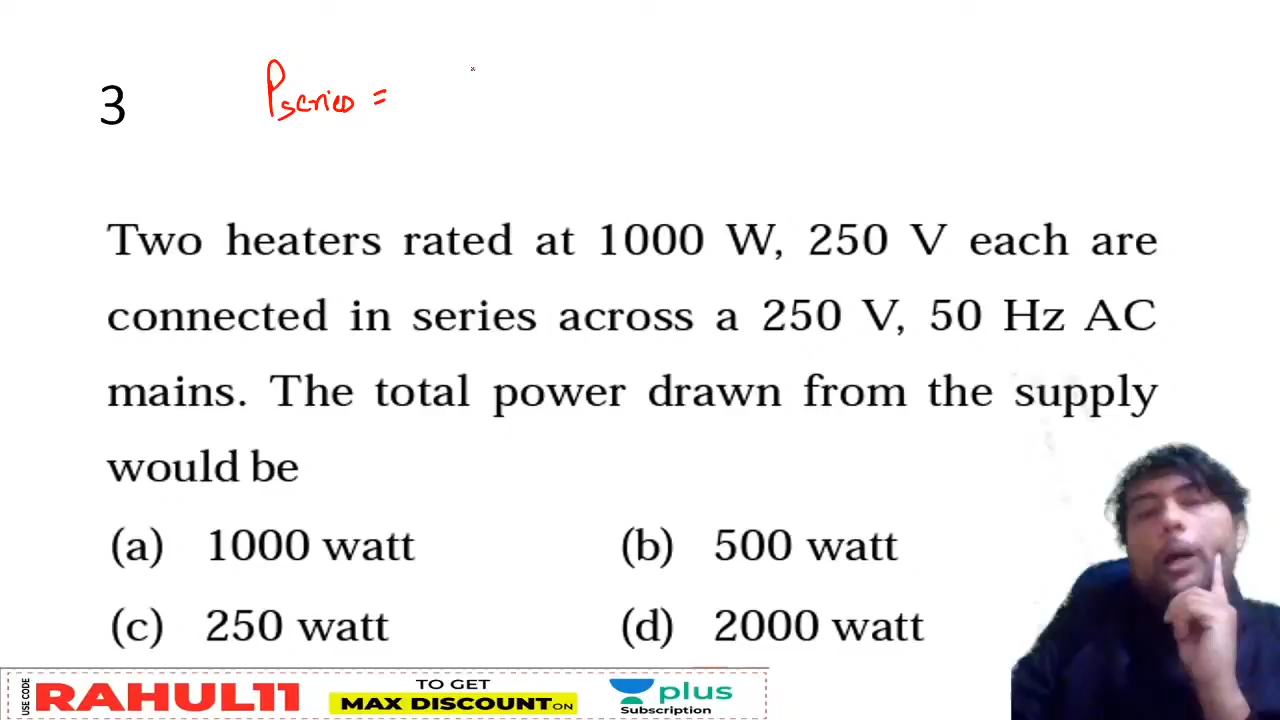 P series =
3
Two heaters rated at 1000 W, 250 V each are
connected in series across a 250 V, 50 Hz AC
mains. The total power drawn from the supply
would be
(a) 1000 watt (b) 500 watt
(c) 250 watt (d) 2000 watt
USE CODE RAHUL11 TO GET MAX DISCOUNT ON plus Subscription